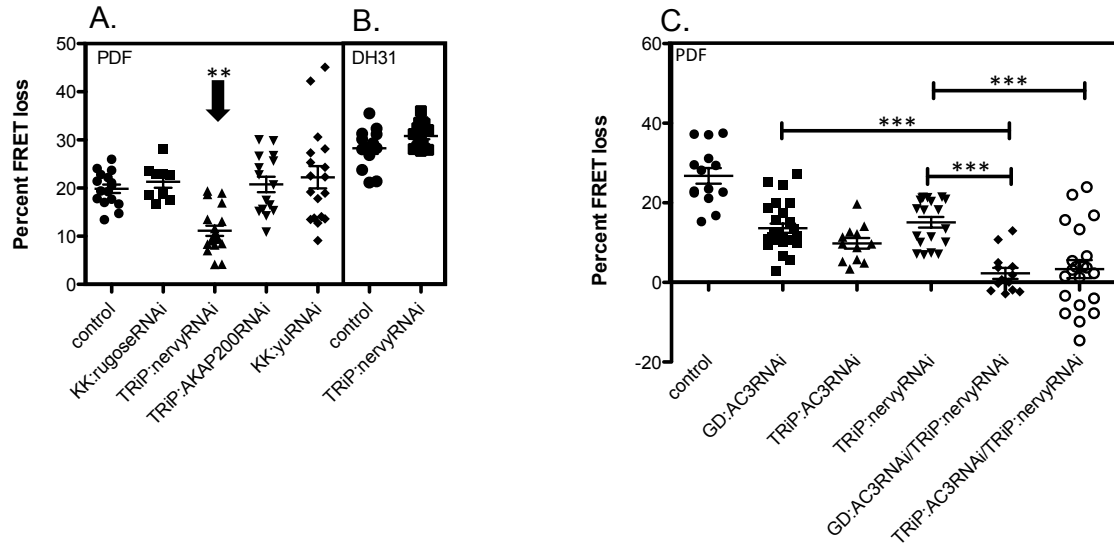 A.
B.
PDF
DH31
**
50
40
30
20
10
0
Percent FRET loss
control
KK:rugoseRNAi
TRiP:nervyRNAi
TRiP:AKAP200RNAi
KK:yuRNAi
control
TRiP:nervyRNAi
C.
PDF
***
***
***
60
40
20
0
-20
Percent FRET loss
control
GD:AC3RNAi
TRiP:AC3RNAi
TRiP:nervyRNAi
GD:AC3RNAi/TRiP:nervyRNAi
TRiP:AC3RNAi/TRiP:nervyRNAi